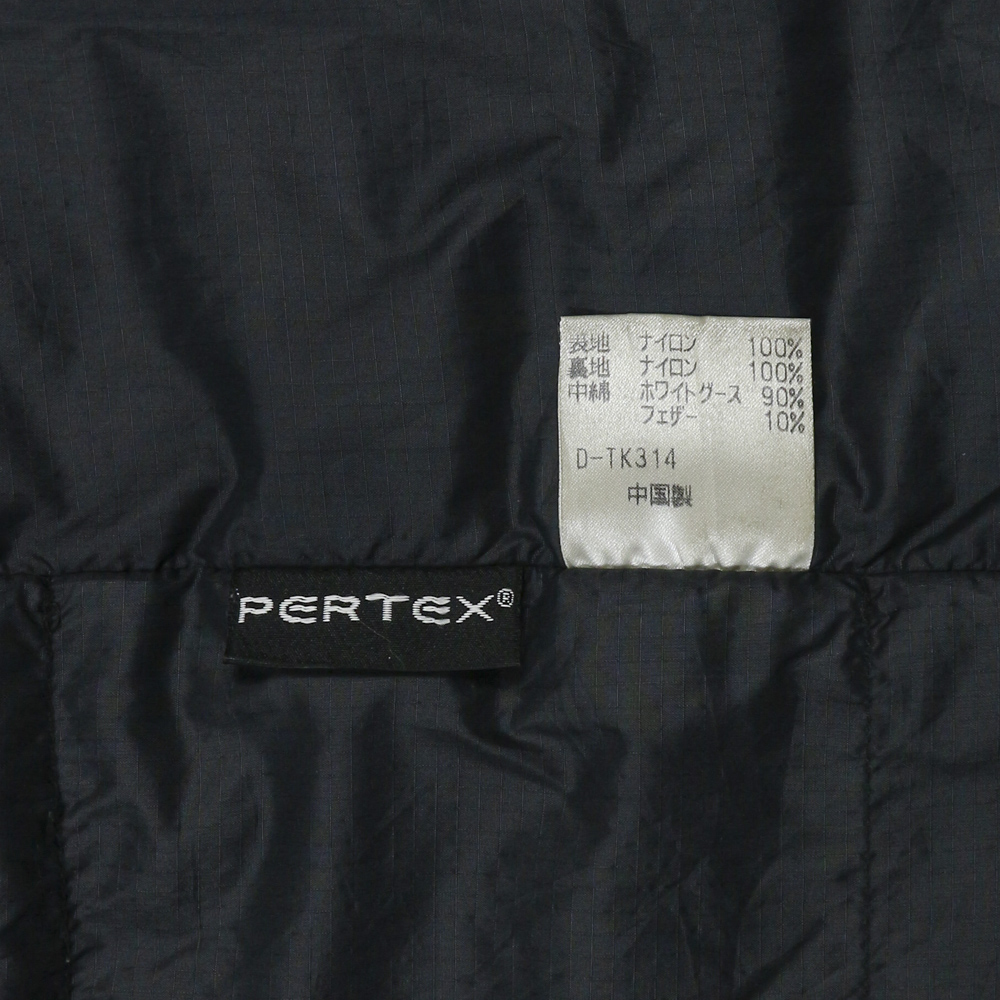 表地 ナイロン 100%
裏地 ナイロン 100%
中綿 ホワイトグース 90%
フェザー 10%
D-TK314
中国製
PERTEX®